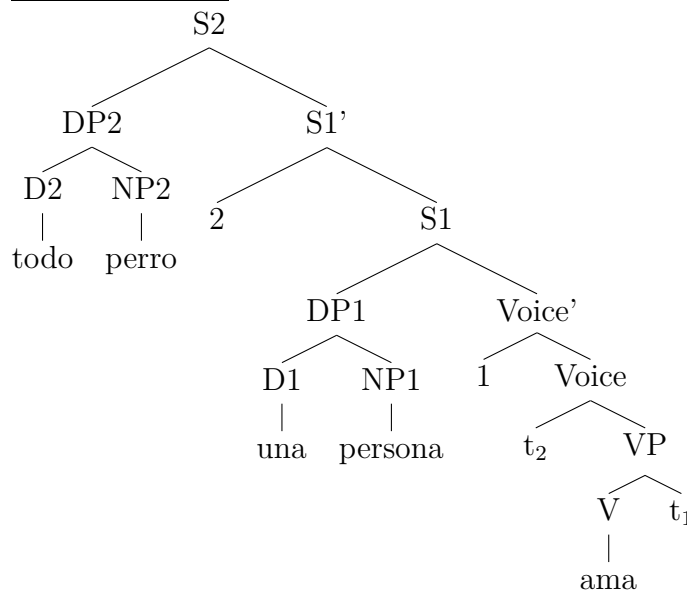 S2
DP2 S1'
D2 NP2 2 S1
todo perro
DP1 Voice'
D1 NP1 1 Voice
una persona t₂ VP
V t₁
ama